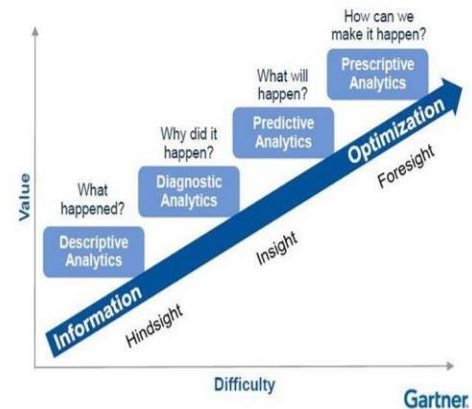 How can we
make it happen?
Prescriptive
Analytics
What will
happen?
Predictive
Analytics
Why did it
happen?
Diagnostic
Analytics
What
happened?
Descriptive
Analytics
Value
Information
Optimization
Hindsight
Insight
Foresight
Difficulty
Gartner